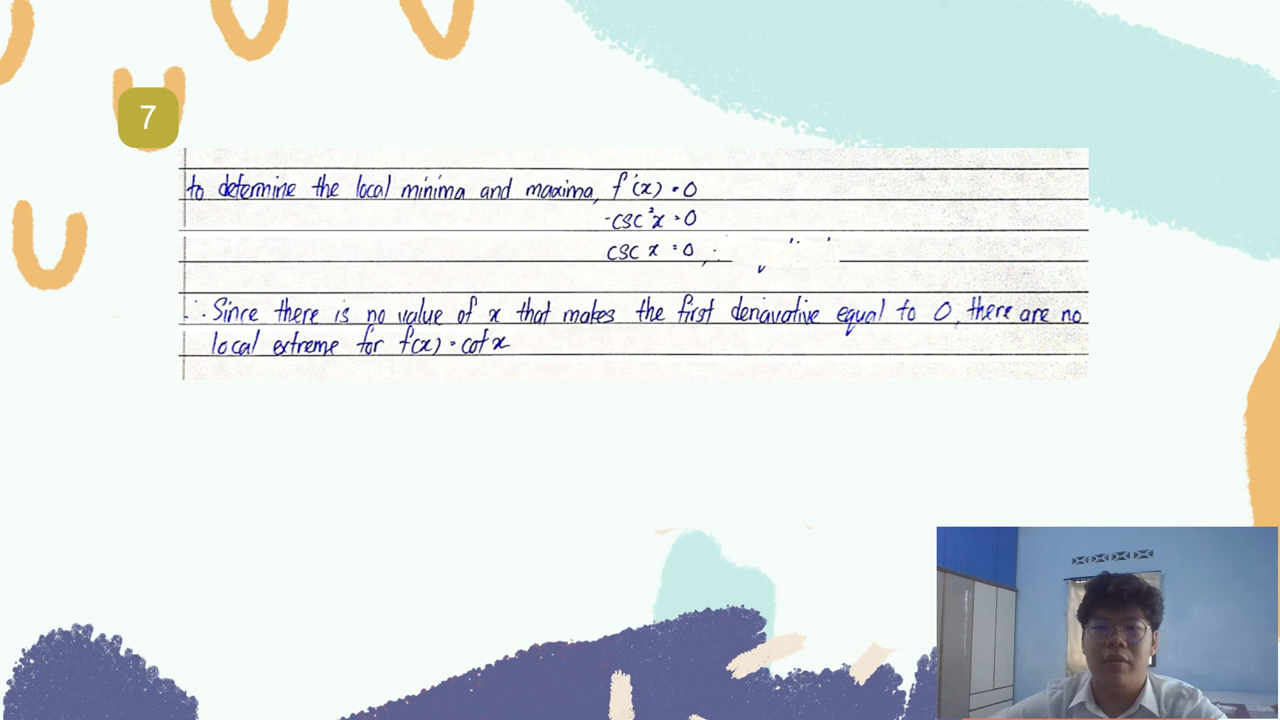 7
to determine the local minima and maxima, f'(x) = 0
-csc²x = 0
csc x = 0, ∴
∴ Since there is no value of x that makes the first derivative equal to 0, there are no
local extreme for f(x) = cot x